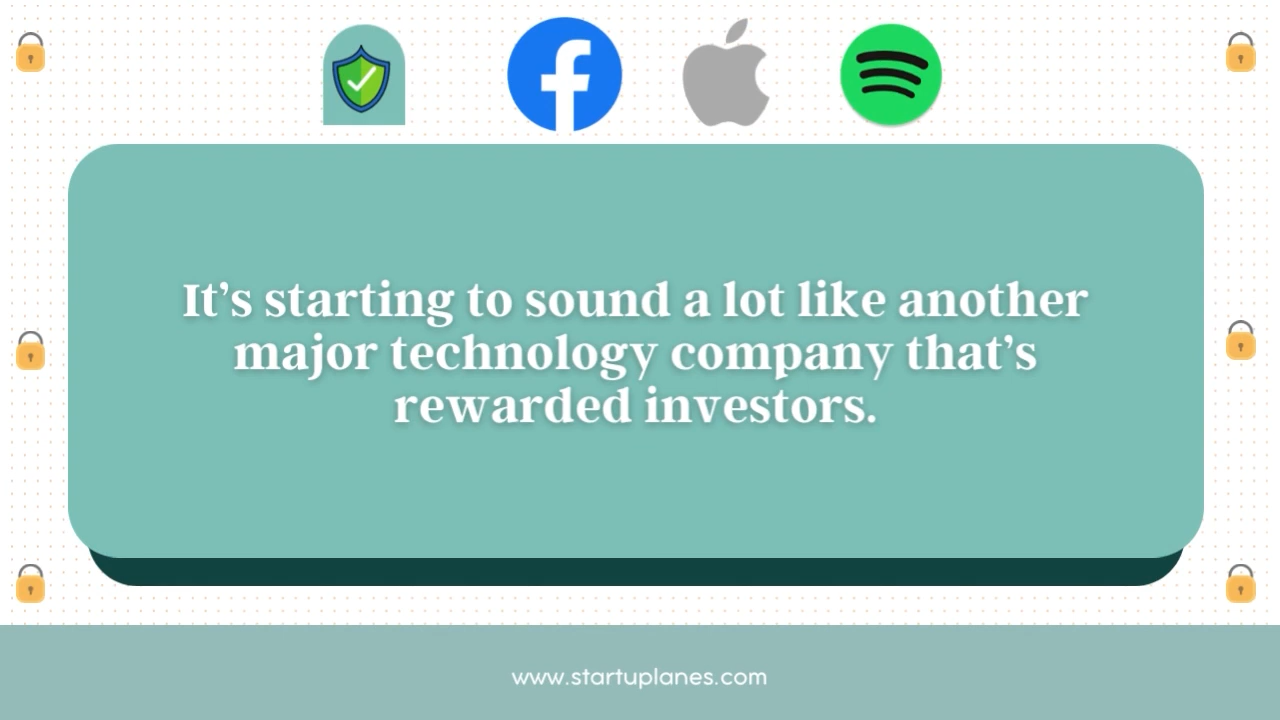 It’s starting to sound a lot like another
major technology company that’s
rewarded investors.
www.startuplanes.com